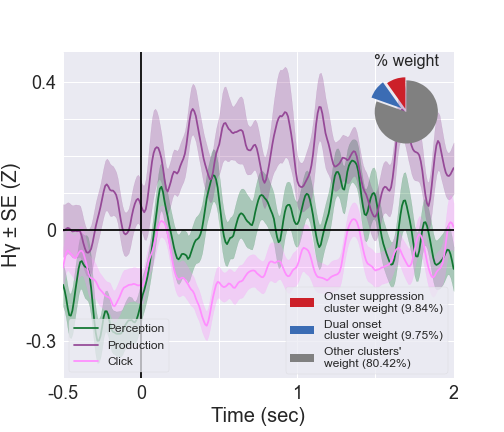 % weight
0.4
0
-0.3
Hγ ± SE (Z)
Perception
Production
Click
Onset suppression
cluster weight (9.84%)
Dual onset
cluster weight (9.75%)
Other clusters'
weight (80.42%)
-0.5
0
1
2
Time (sec)